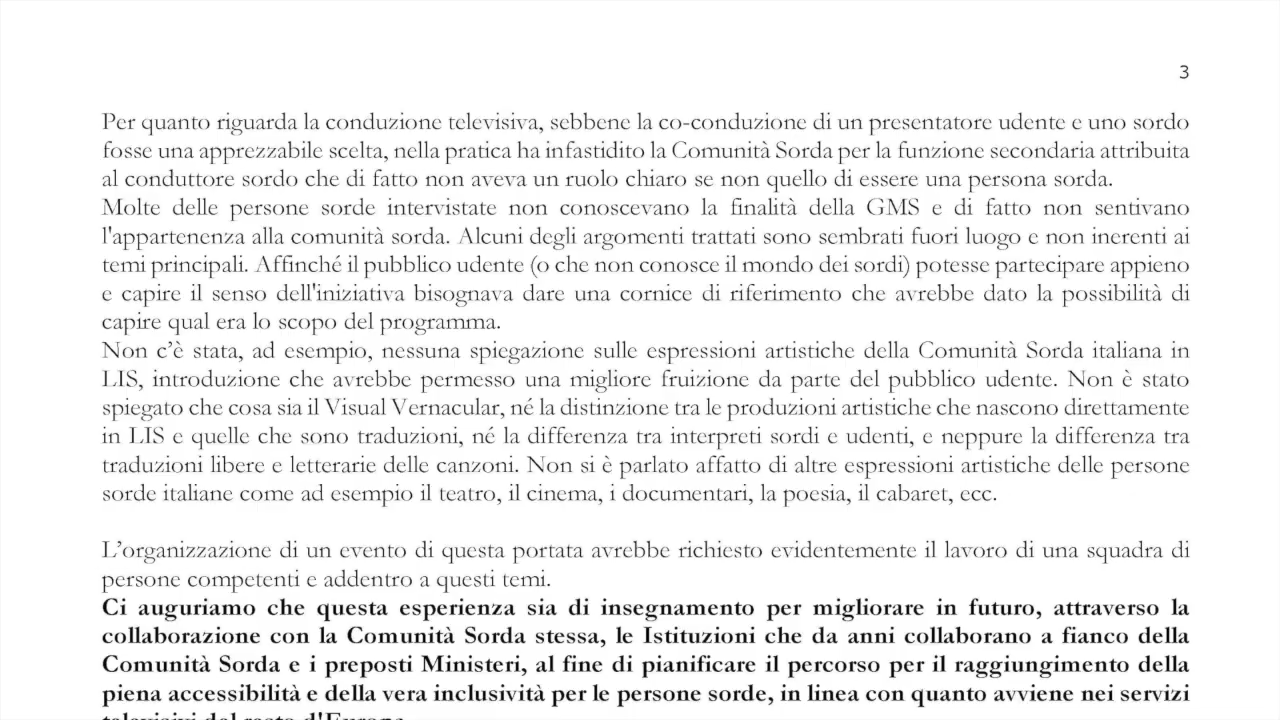 3
Per quanto riguarda la conduzione televisiva, sebbene la co-conduzione di un presentatore udente e uno sordo
fosse una apprezzabile scelta, nella pratica ha infastidito la Comunità Sorda per la funzione secondaria attribuita
al conduttore sordo che di fatto non aveva un ruolo chiaro se non quello di essere una persona sorda.
Molte delle persone sorde intervistate non conoscevano la finalità della GMS e di fatto non sentivano
l'appartenenza alla comunità sorda. Alcuni degli argomenti trattati sono sembrati fuori luogo e non inerenti ai
temi principali. Affinché il pubblico udente (o che non conosce il mondo dei sordi) potesse partecipare appieno
e capire il senso dell'iniziativa bisognava dare una cornice di riferimento che avrebbe dato la possibilità di
capire qual era lo scopo del programma.
Non c’è stata, ad esempio, nessuna spiegazione sulle espressioni artistiche della Comunità Sorda italiana in
LIS, introduzione che avrebbe permesso una migliore fruizione da parte del pubblico udente. Non è stato
spiegato che cosa sia il Visual Vernacular, né la distinzione tra le produzioni artistiche che nascono direttamente
in LIS e quelle che sono traduzioni, né la differenza tra interpreti sordi e udenti, e neppure la differenza tra
traduzioni libere e letterarie delle canzoni. Non si è parlato affatto di altre espressioni artistiche delle persone
sorde italiane come ad esempio il teatro, il cinema, i documentari, la poesia, il cabaret, ecc.
L’organizzazione di un evento di questa portata avrebbe richiesto evidentemente il lavoro di una squadra di
persone competenti e addentro a questi temi.
Ci auguriamo che questa esperienza sia di insegnamento per migliorare in futuro, attraverso la
collaborazione con la Comunità Sorda stessa, le Istituzioni che da anni collaborano a fianco della
Comunità Sorda e i preposti Ministeri, al fine di pianificare il percorso per il raggiungimento della
piena accessibilità e della vera inclusività per le persone sorde, in linea con quanto avviene nei servizi
televisivi del resto d'Europa